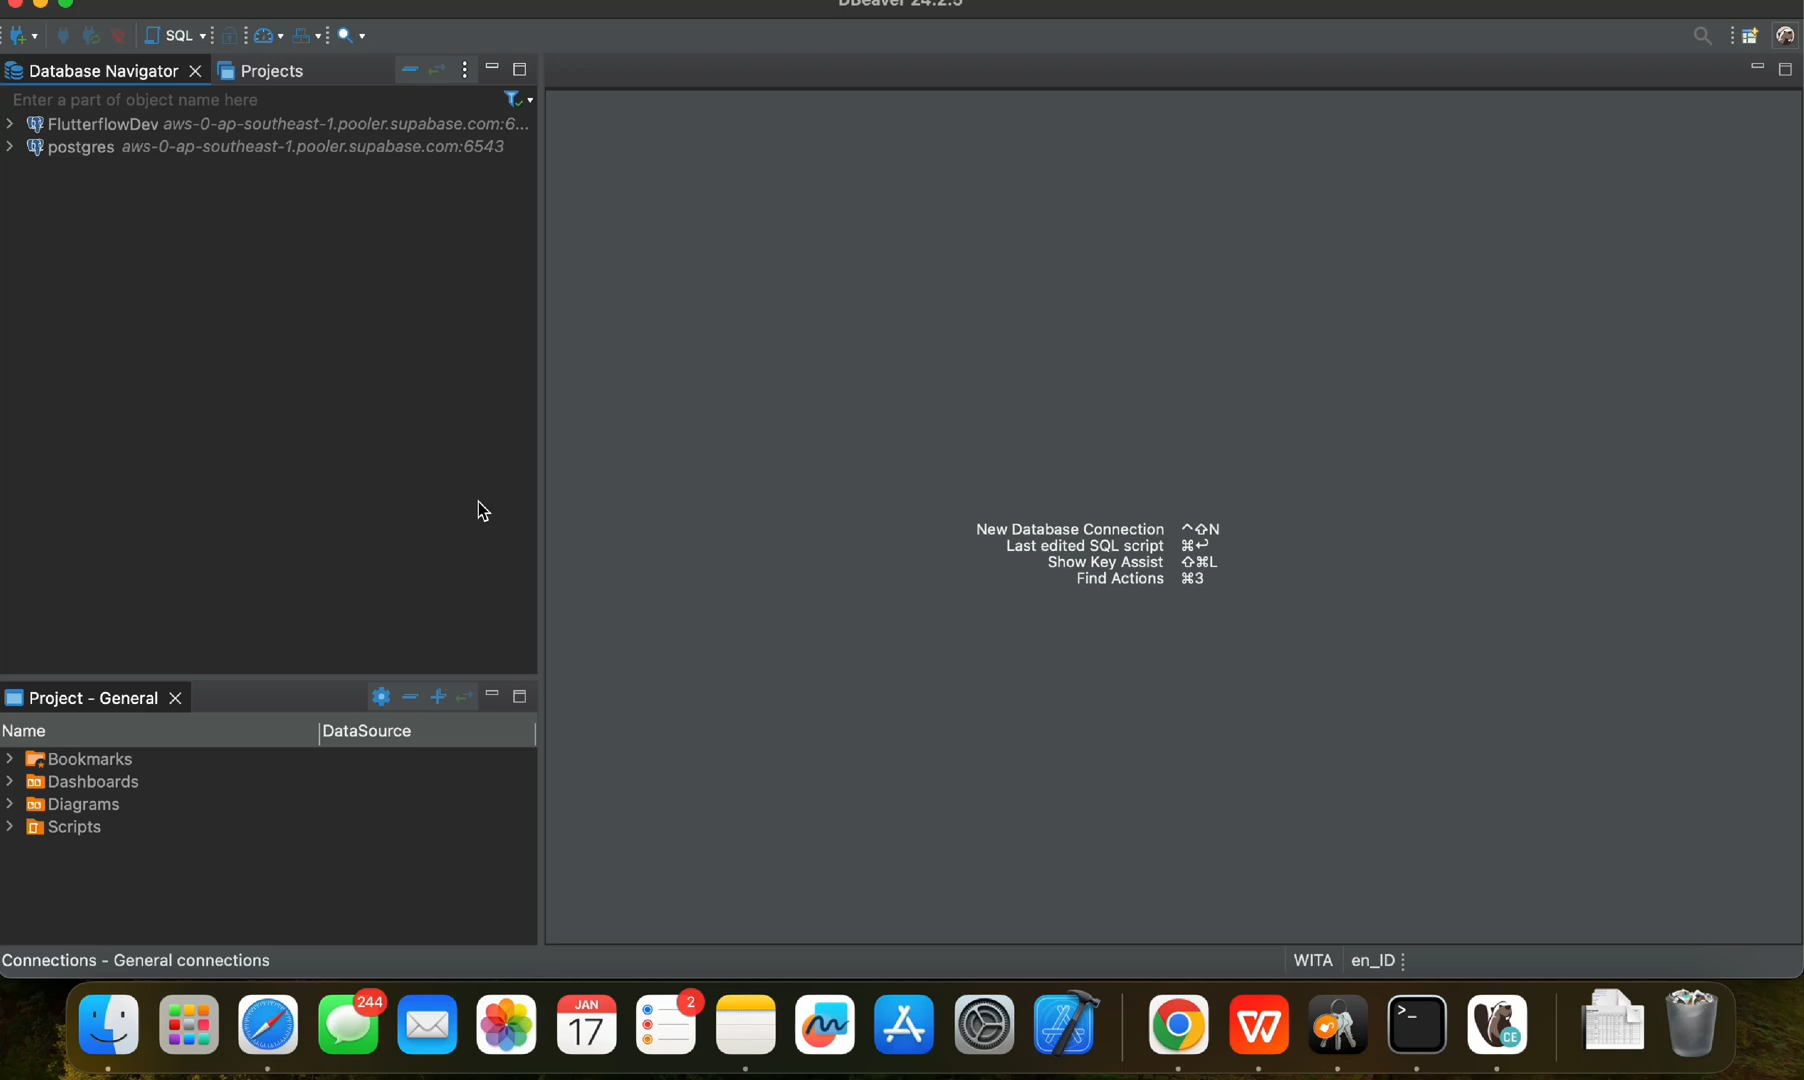 DBeaver 24.2.5
SQL
Database Navigator
Projects
Enter a part of object name here
FlutterflowDev aws-0-ap-southeast-1.pooler.supabase.com:6...
postgres aws-0-ap-southeast-1.pooler.supabase.com:6543
New Database Connection ^⇧N
Last edited SQL script ⌘↩
Show Key Assist ⇧⌘L
Find Actions ⌘3
Project - General
Name DataSource
Bookmarks
Dashboards
Diagrams
Scripts
Connections - General connections
WITA en_ID
244
JAN
17
2
>_
CE